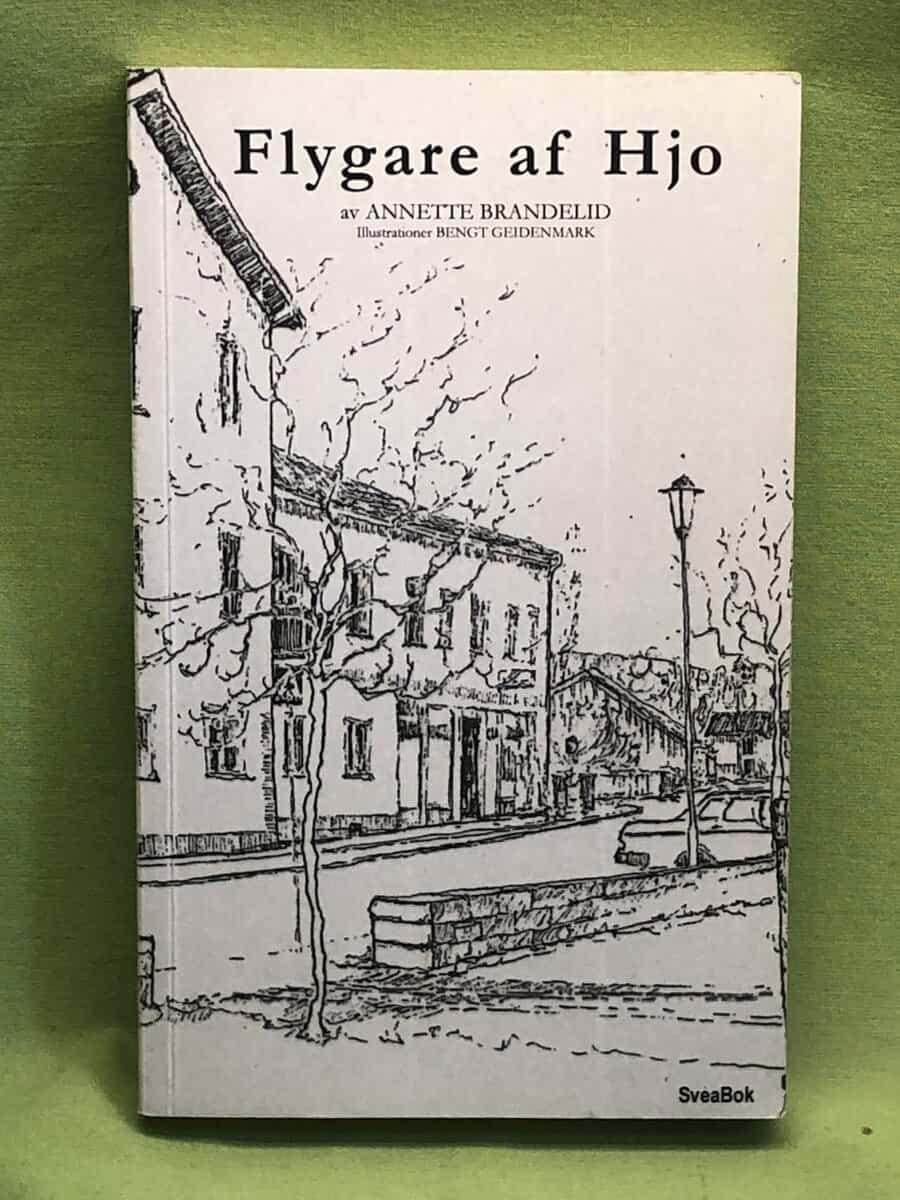 Flygare af Hjo
av ANNETTE BRANDELID
Illustrationer BENGT GEIDENMARK
SveaBok